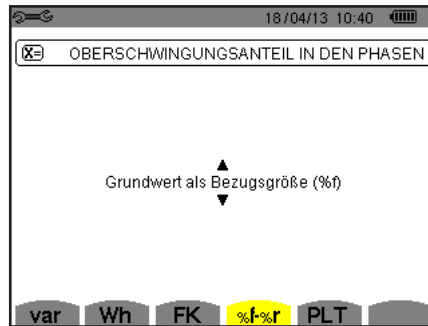 18/04/13 10:40
X= OBERSCHWINGUNGSANTEIL IN DEN PHASEN
Grundwert als Bezugsgröße (%f)
var Wh FK %f-%r PLT